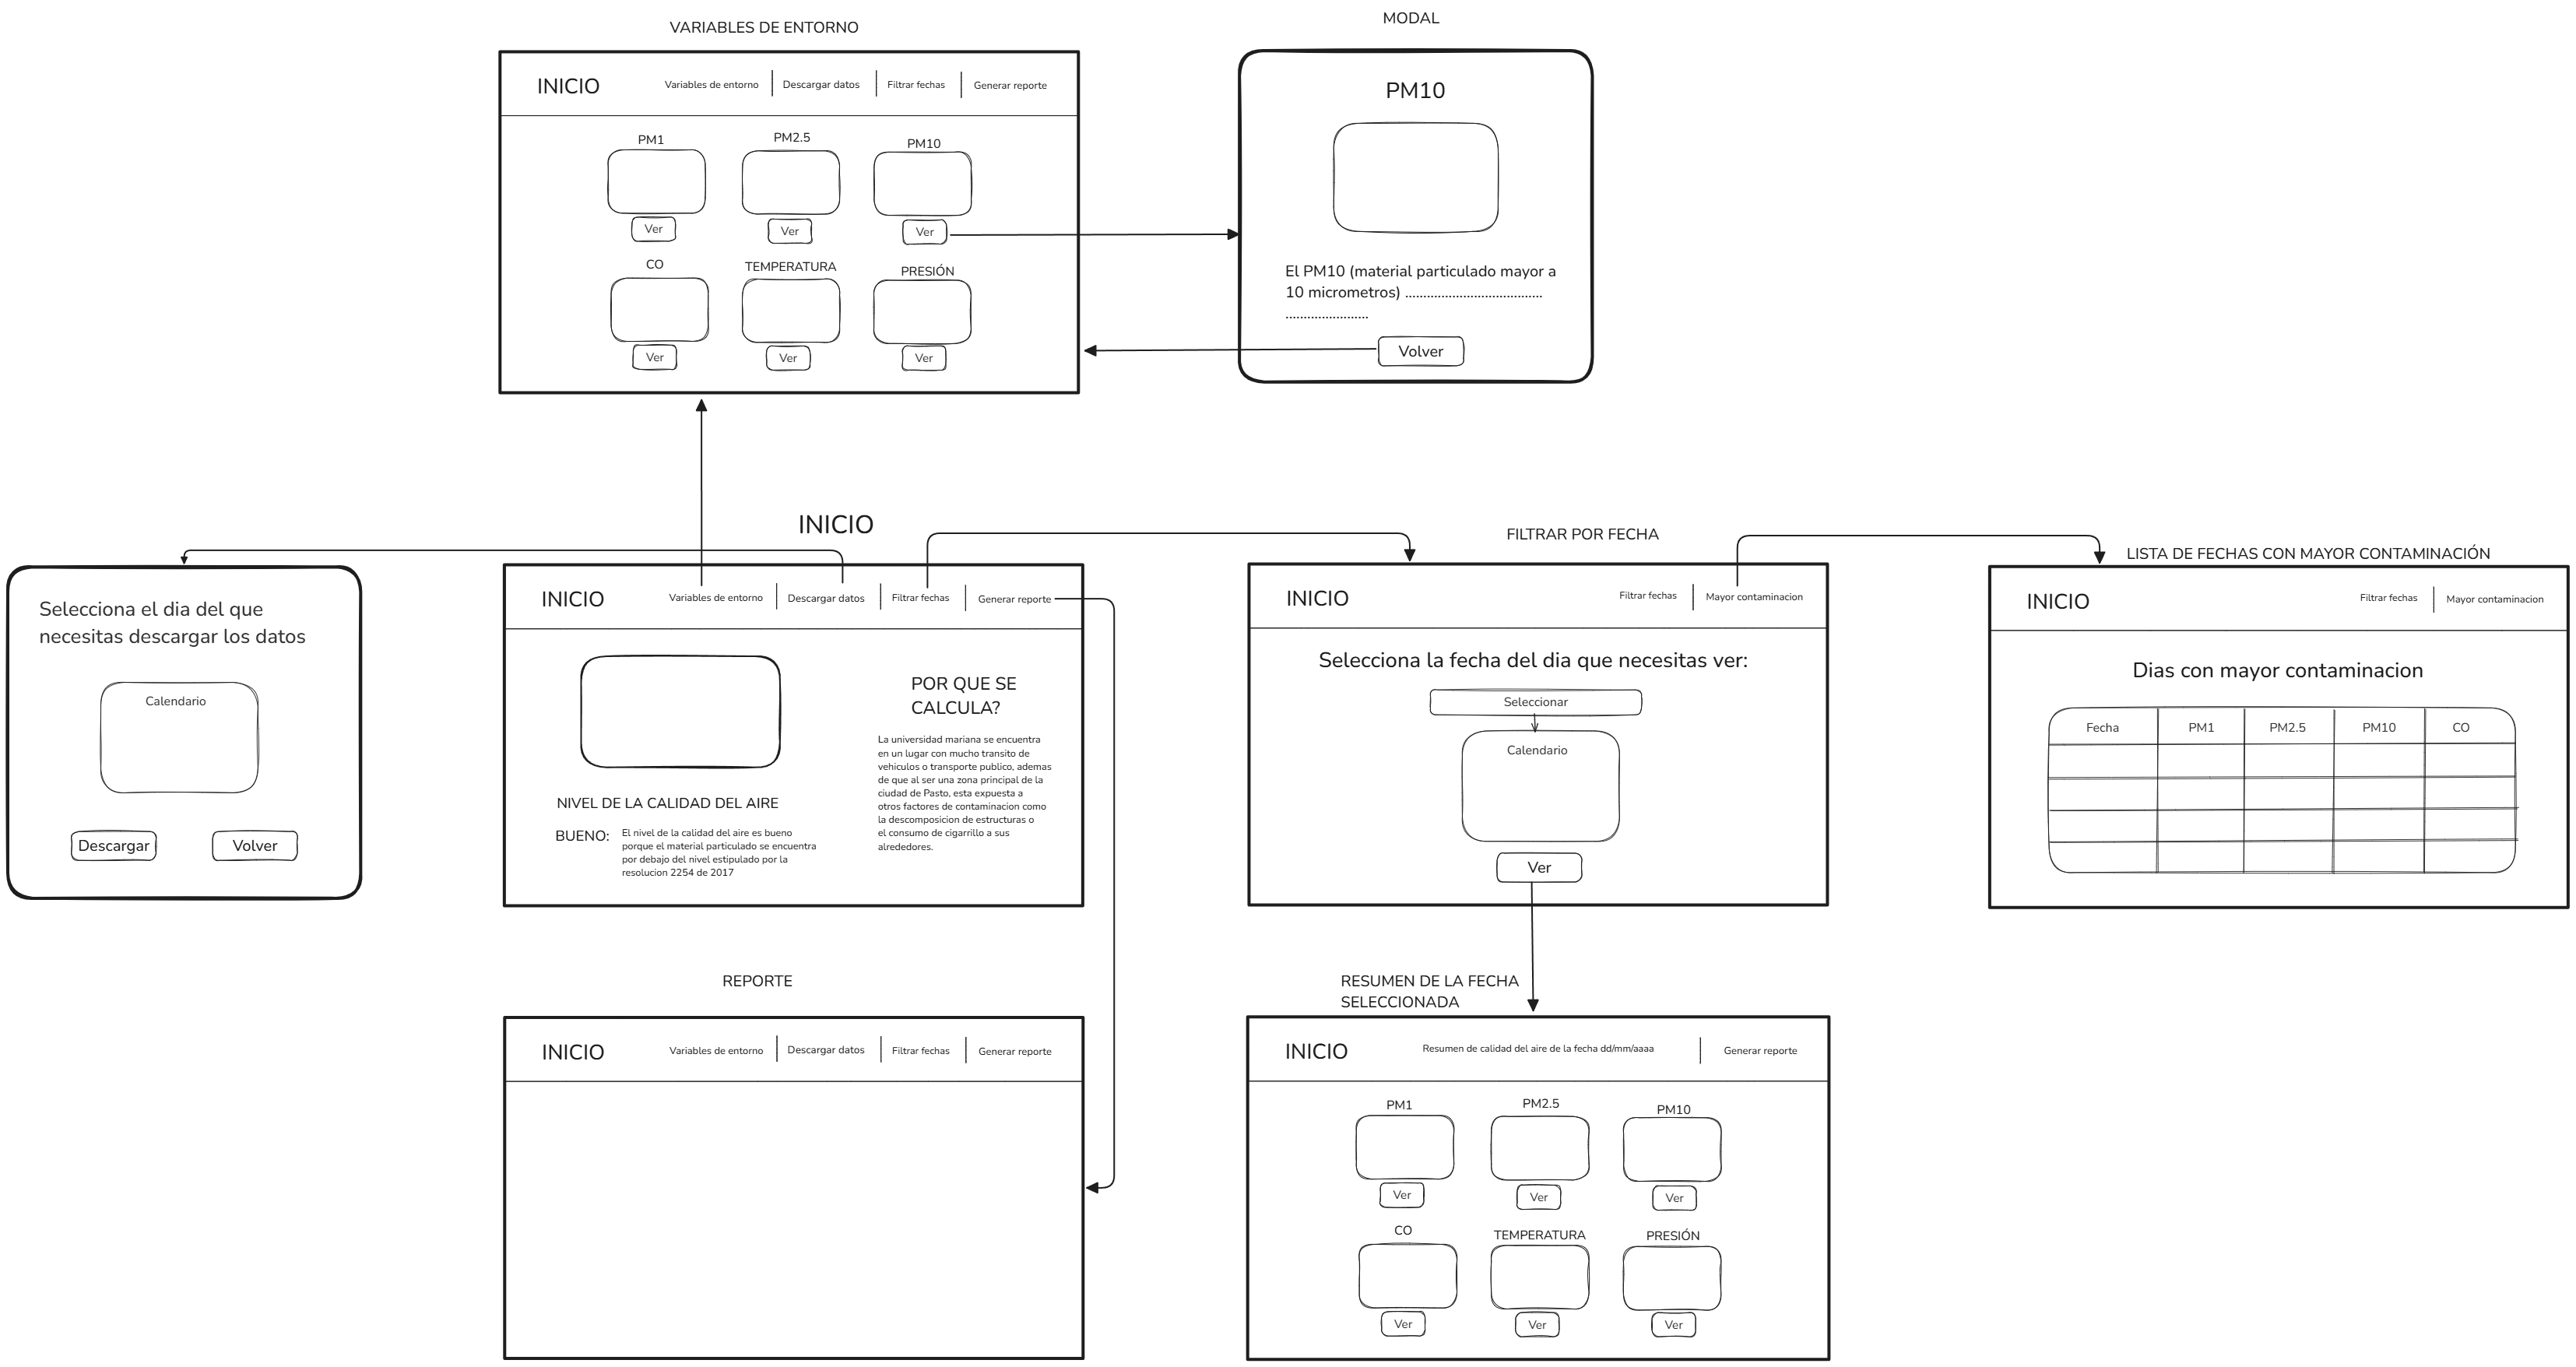 VARIABLES DE ENTORNO
INICIO
Variables de entorno
Descargar datos
Filtrar fechas
Generar reporte
PM1
PM2.5
PM10
Ver
Ver
Ver
CO
TEMPERATURA
PRESIÓN
Ver
Ver
Ver
MODAL
PM10
El PM10 (material particulado mayor a
10 micrometros) ......................................
.......................
Volver
Selecciona el dia del que
necesitas descargar los datos
Calendario
Descargar
Volver
INICIO
INICIO
Variables de entorno
Descargar datos
Filtrar fechas
Generar reporte
NIVEL DE LA CALIDAD DEL AIRE
BUENO:
El nivel de la calidad del aire es bueno
porque el material particulado se encuentra
por debajo del nivel estipulado por la
resolucion 2254 de 2017
POR QUE SE
CALCULA?
La universidad mariana se encuentra
en un lugar con mucho transito de
vehiculos o transporte publico, ademas
de que al ser una zona principal de la
ciudad de Pasto, esta expuesta a
otros factores de contaminacion como
la descomposicion de estructuras o
el consumo de cigarrillo a sus
alrededores.
FILTRAR POR FECHA
INICIO
Filtrar fechas
Mayor contaminacion
Selecciona la fecha del dia que necesitas ver:
Seleccionar
Calendario
Ver
LISTA DE FECHAS CON MAYOR CONTAMINACIÓN
INICIO
Filtrar fechas
Mayor contaminacion
Dias con mayor contaminacion
Fecha
PM1
PM2.5
PM10
CO
REPORTE
INICIO
Variables de entorno
Descargar datos
Filtrar fechas
Generar reporte
RESUMEN DE LA FECHA
SELECCIONADA
INICIO
Resumen de calidad del aire de la fecha dd/mm/aaaa
Generar reporte
PM1
PM2.5
PM10
Ver
Ver
Ver
CO
TEMPERATURA
PRESIÓN
Ver
Ver
Ver